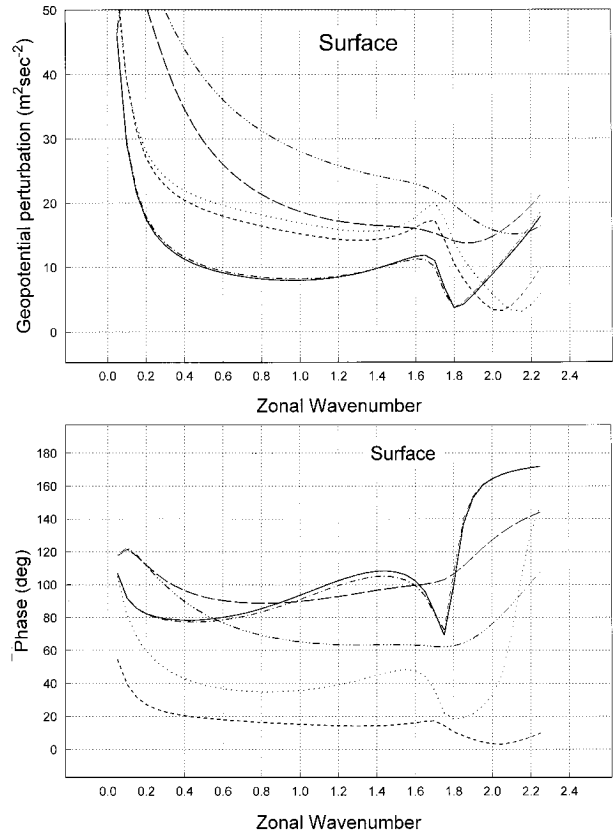 Surface
Geopotential perturbation (m²sec⁻²)
50
40
30
20
10
0
0.0 0.2 0.4 0.6 0.8 1.0 1.2 1.4 1.6 1.8 2.0 2.2 2.4
Zonal Wavenumber
Surface
Phase (deg)
180
160
140
120
100
80
60
40
20
0
0.0 0.2 0.4 0.6 0.8 1.0 1.2 1.4 1.6 1.8 2.0 2.2 2.4
Zonal Wavenumber